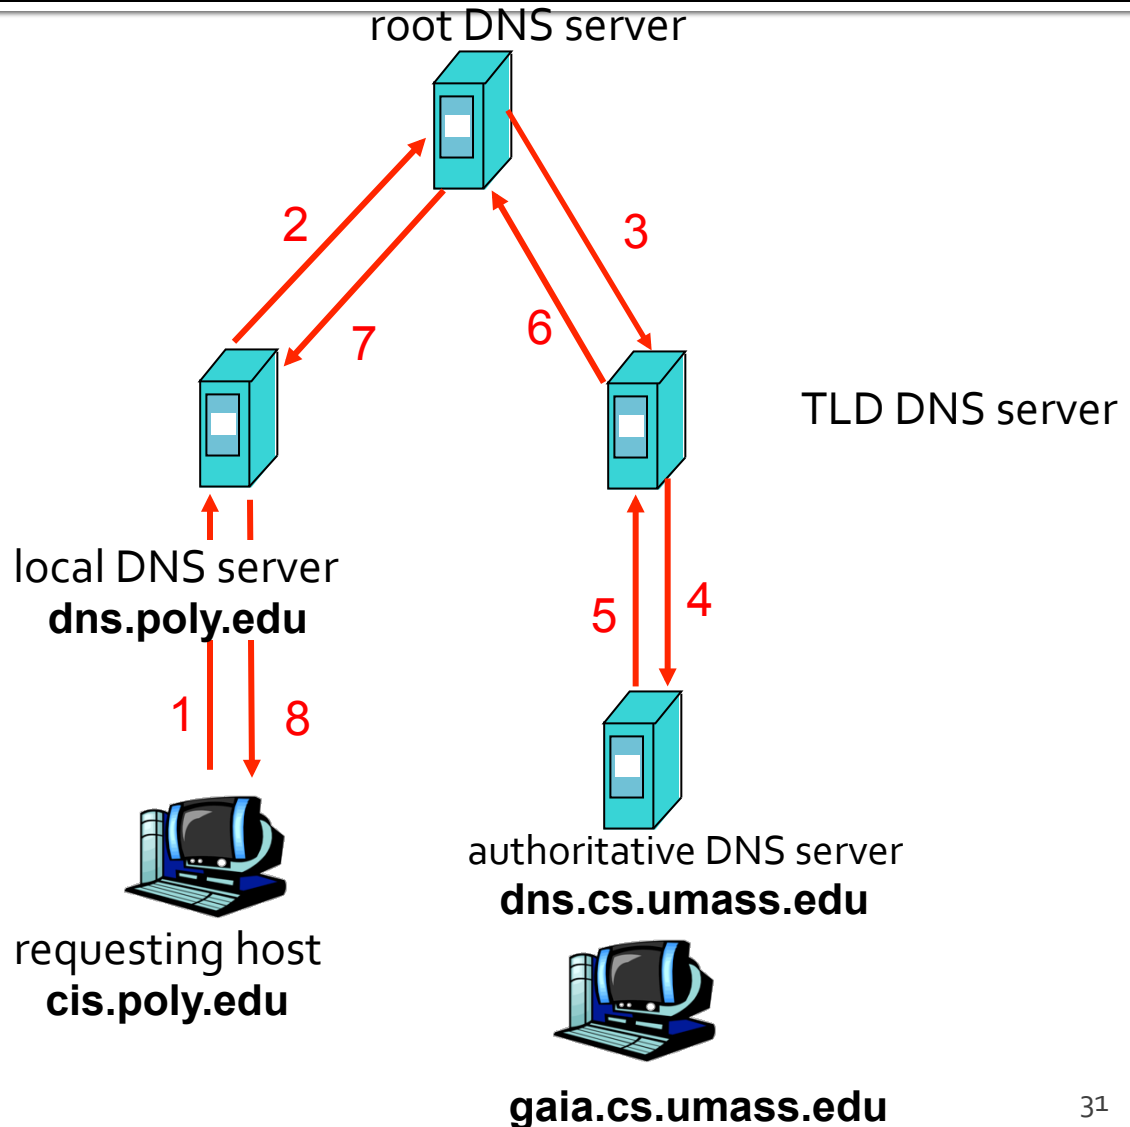 root DNS server
2
3
7
6
TLD DNS server
local DNS server
dns.poly.edu
5
4
1
8
authoritative DNS server
dns.cs.umass.edu
requesting host
cis.poly.edu
gaia.cs.umass.edu
31